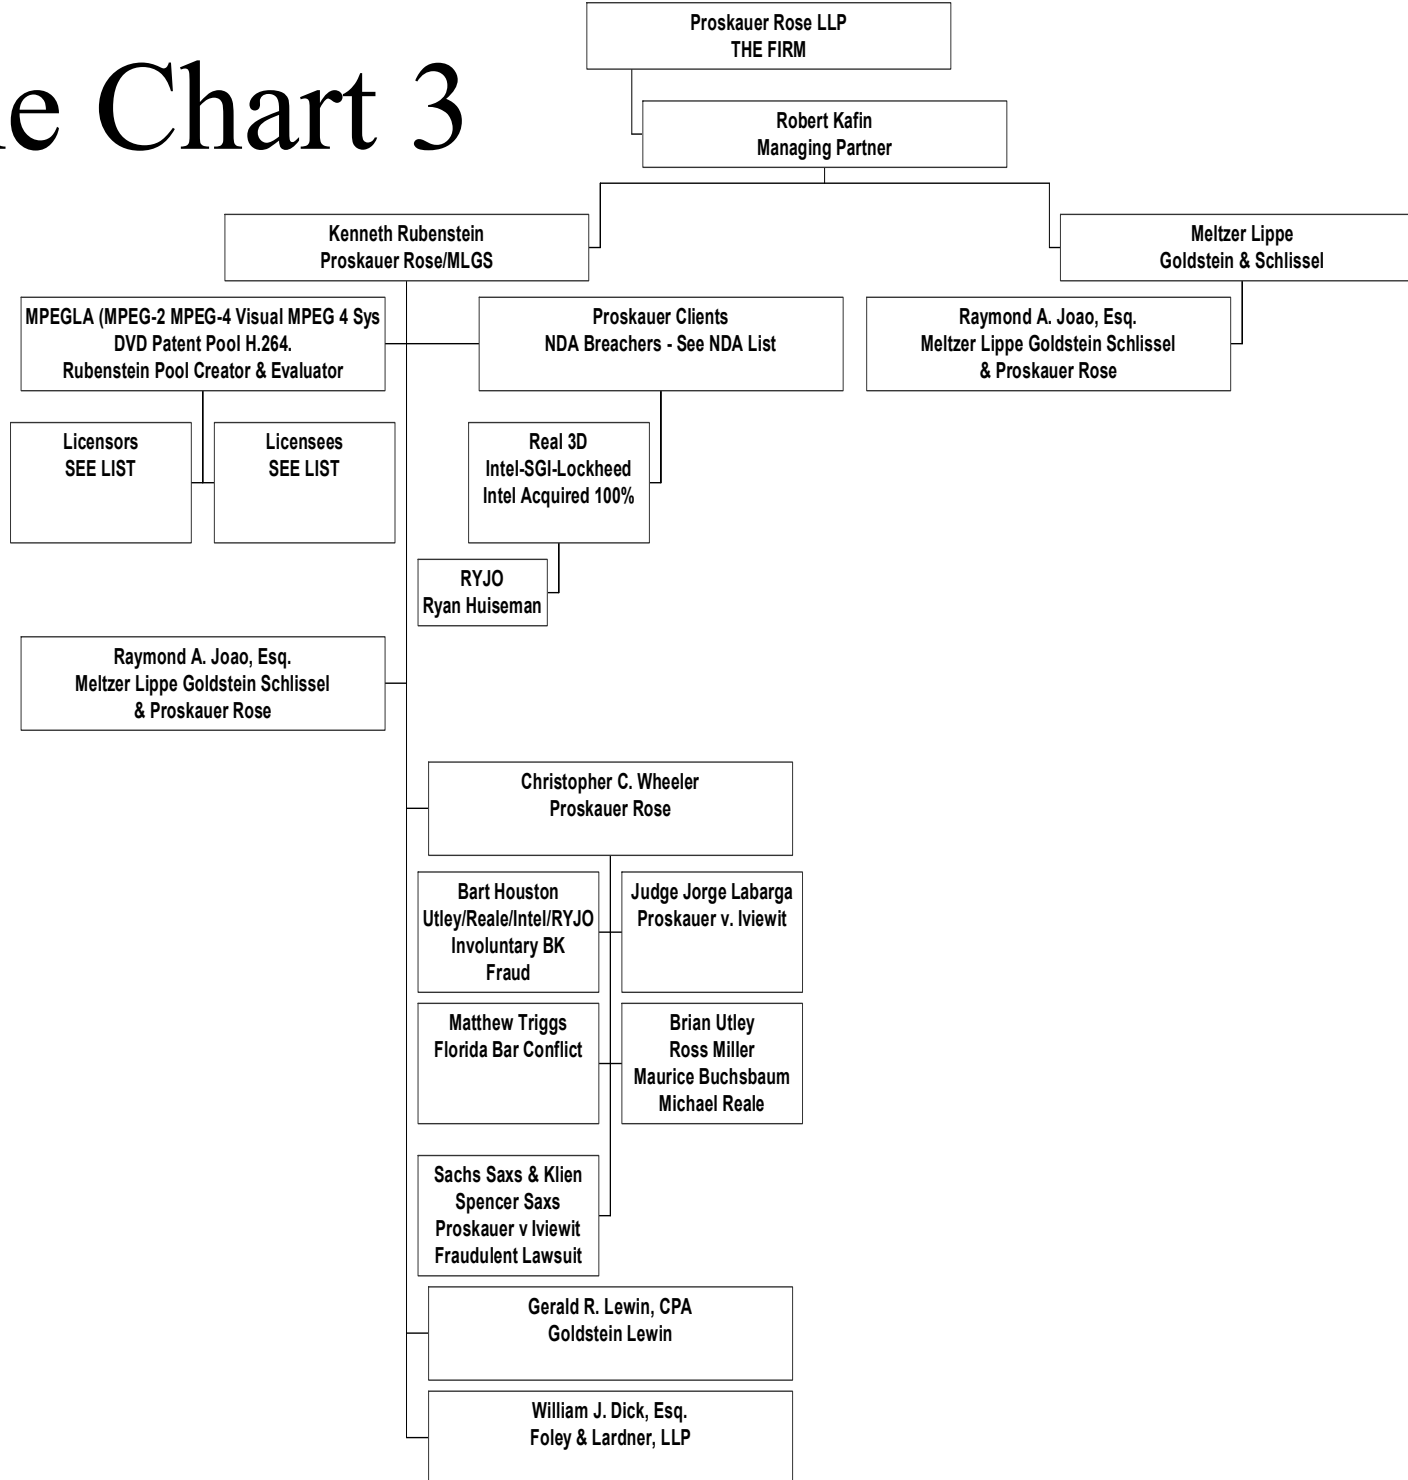 Proskauer Rose LLP
THE FIRM
e Chart 3
Robert Kafin
Managing Partner
Kenneth Rubenstein
Proskauer Rose/MLGS
Meltzer Lippe
Goldstein & Schlissel
MPEGLA (MPEG-2 MPEG-4 Visual MPEG 4 Sys
DVD Patent Pool H.264.
Rubenstein Pool Creator & Evaluator
Proskauer Clients
NDA Breachers - See NDA List
Raymond A. Joao, Esq.
Meltzer Lippe Goldstein Schlissel
& Proskauer Rose
Licensors
SEE LIST
Licensees
SEE LIST
Real 3D
Intel-SGI-Lockheed
Intel Acquired 100%
RYJO
Ryan Huiseman
Raymond A. Joao, Esq.
Meltzer Lippe Goldstein Schlissel
& Proskauer Rose
Christopher C. Wheeler
Proskauer Rose
Bart Houston
Utley/Reale/Intel/RYJO
Involuntary BK
Fraud
Judge Jorge Labarga
Proskauer v. Iviewit
Matthew Triggs
Florida Bar Conflict
Brian Utley
Ross Miller
Maurice Buchsbaum
Michael Reale
Sachs Saxs & Klien
Spencer Saxs
Proskauer v Iviewit
Fraudulent Lawsuit
Gerald R. Lewin, CPA
Goldstein Lewin
William J. Dick, Esq.
Foley & Lardner, LLP